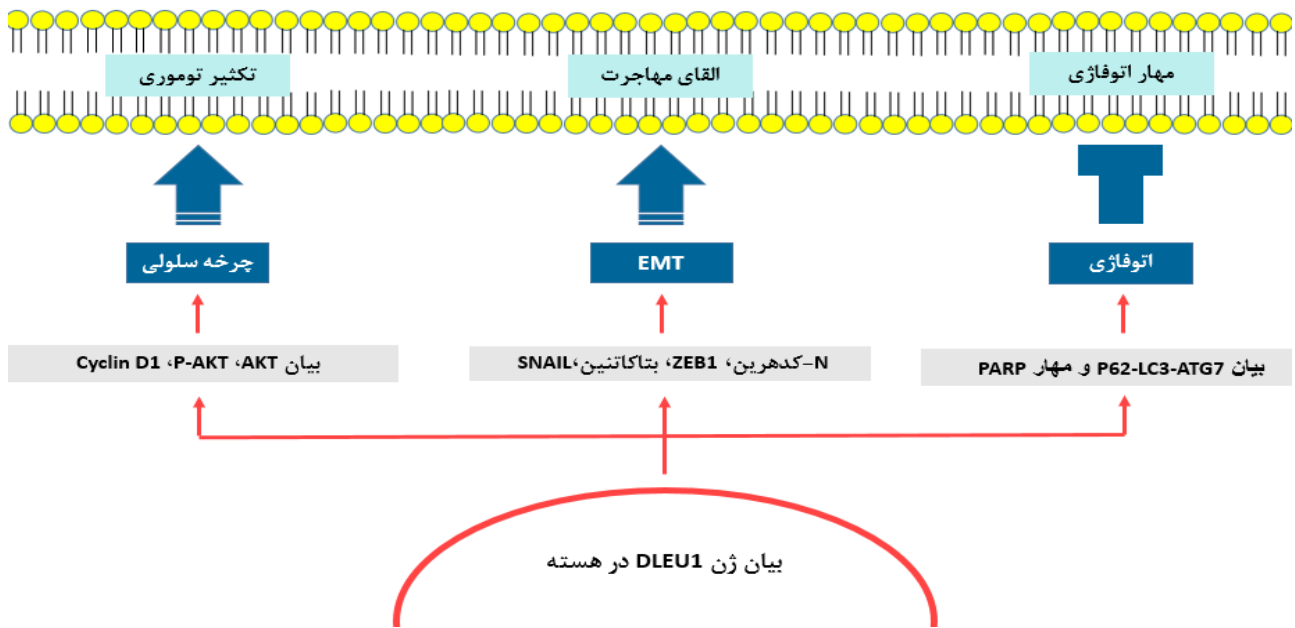 مهار اتوفاژی
القای مهاجرت
تکثیر توموری
اتوفاژی
EMT
چرخه سلولی
بیان P62-LC3-ATG7 و مهار PARP
N-کدهرین، ZEB1، بتاکاتنین،SNAIL
بیان Cyclin D1 ،P-AKT ،AKT
بیان ژن DLEU1 در هسته